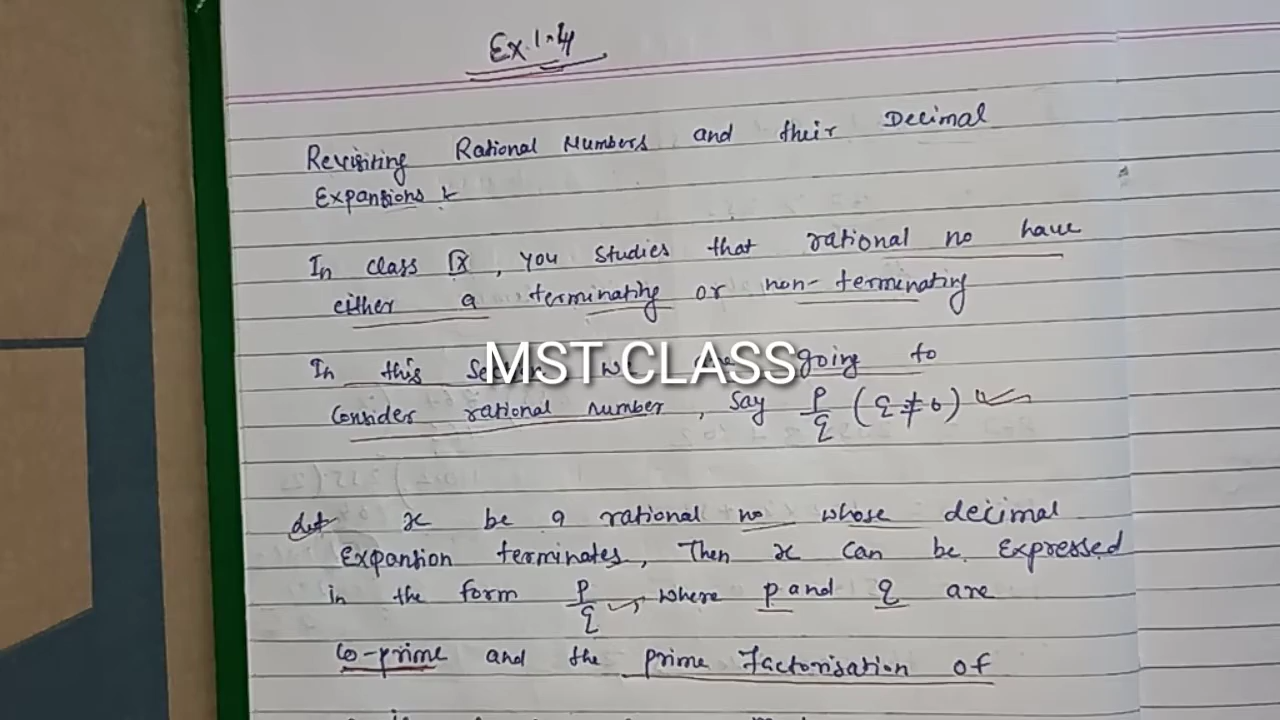 Ex 1.4
Revisiting Rational Numbers and their Decimal
Expansions
In class IX, you studies that rational no have
either a terminating or non-terminating
In this we going to
MST CLASS
Consider rational number, say p/q (q ≠ 0)
Let x be a rational no whose decimal
Expansion terminates, Then x can be Expressed
in the form p/q where p and q are
Co-prime and the prime factorisation of